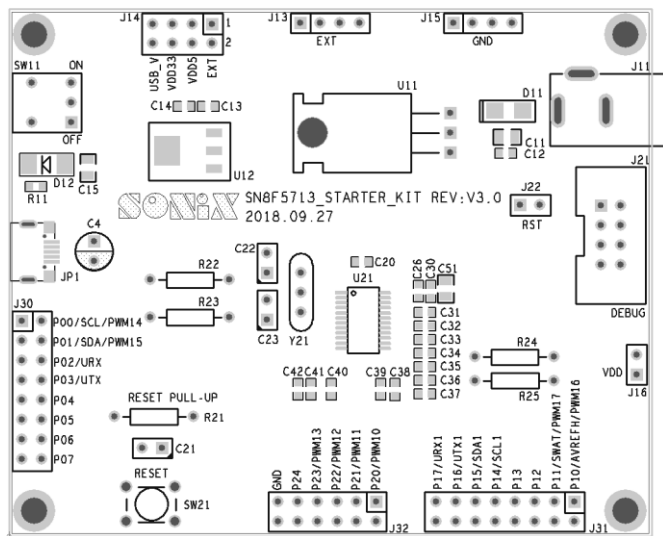 J14
1
2
USB_V
VDD33
VDD5
EXT
J13
EXT
J15
GND
J11
SW11
ON
OFF
C14
C13
U11
D11
C11
C12
U12
D12
C15
R11
J21
SONiX
SN8F5713_STARTER_KIT REV:V3.0
2018.09.27
J22
RST
C4
JP1
C22
C20
U21
R22
C26
C30
C51
R23
C23
Y21
J30
P00/SCL/PWM14
P01/SDA/PWM15
P02/URX
P03/UTX
P04
P05
P06
P07
C31
C32
C33
C34
C35
C36
C37
DEBUG
R24
R25
VDD
J16
C42
C41
C40
C39
C38
RESET PULL-UP
R21
C21
RESET
SW21
GND
P24
P23/PWM13
P22/PWM12
P21/PWM11
P20/PWM10
J32
P17/URX1
P16/UTX1
P15/SDA1
P14/SCL1
P13
P12
P11/SWAT/PWM17
P10/AVREFH/PWM16
J31